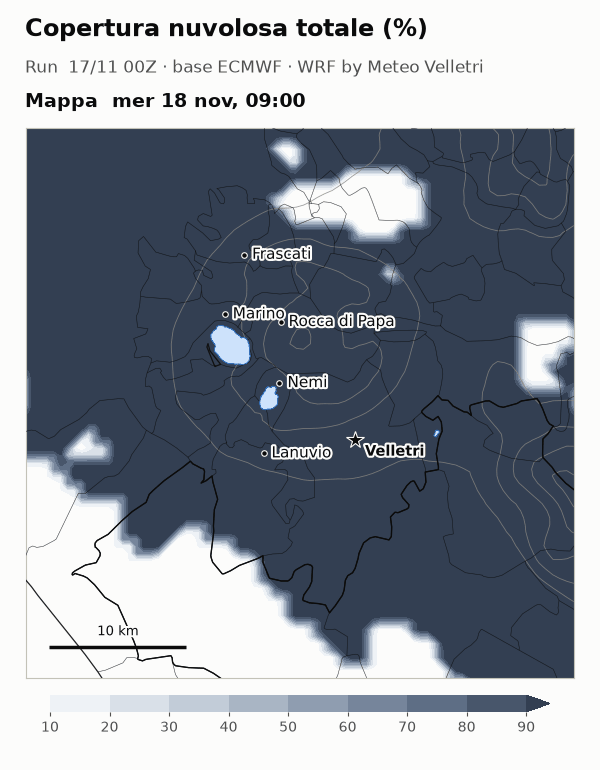 Copertura nuvolosa totale (%)
Run  17/11 00Z · base ECMWF · WRF by Meteo Velletri
Mappa  mer 18 nov, 09:00
Frascati
Marino
Rocca di Papa
Nemi
Velletri
Lanuvio
10 km
10 20 30 40 50 60 70 80 90